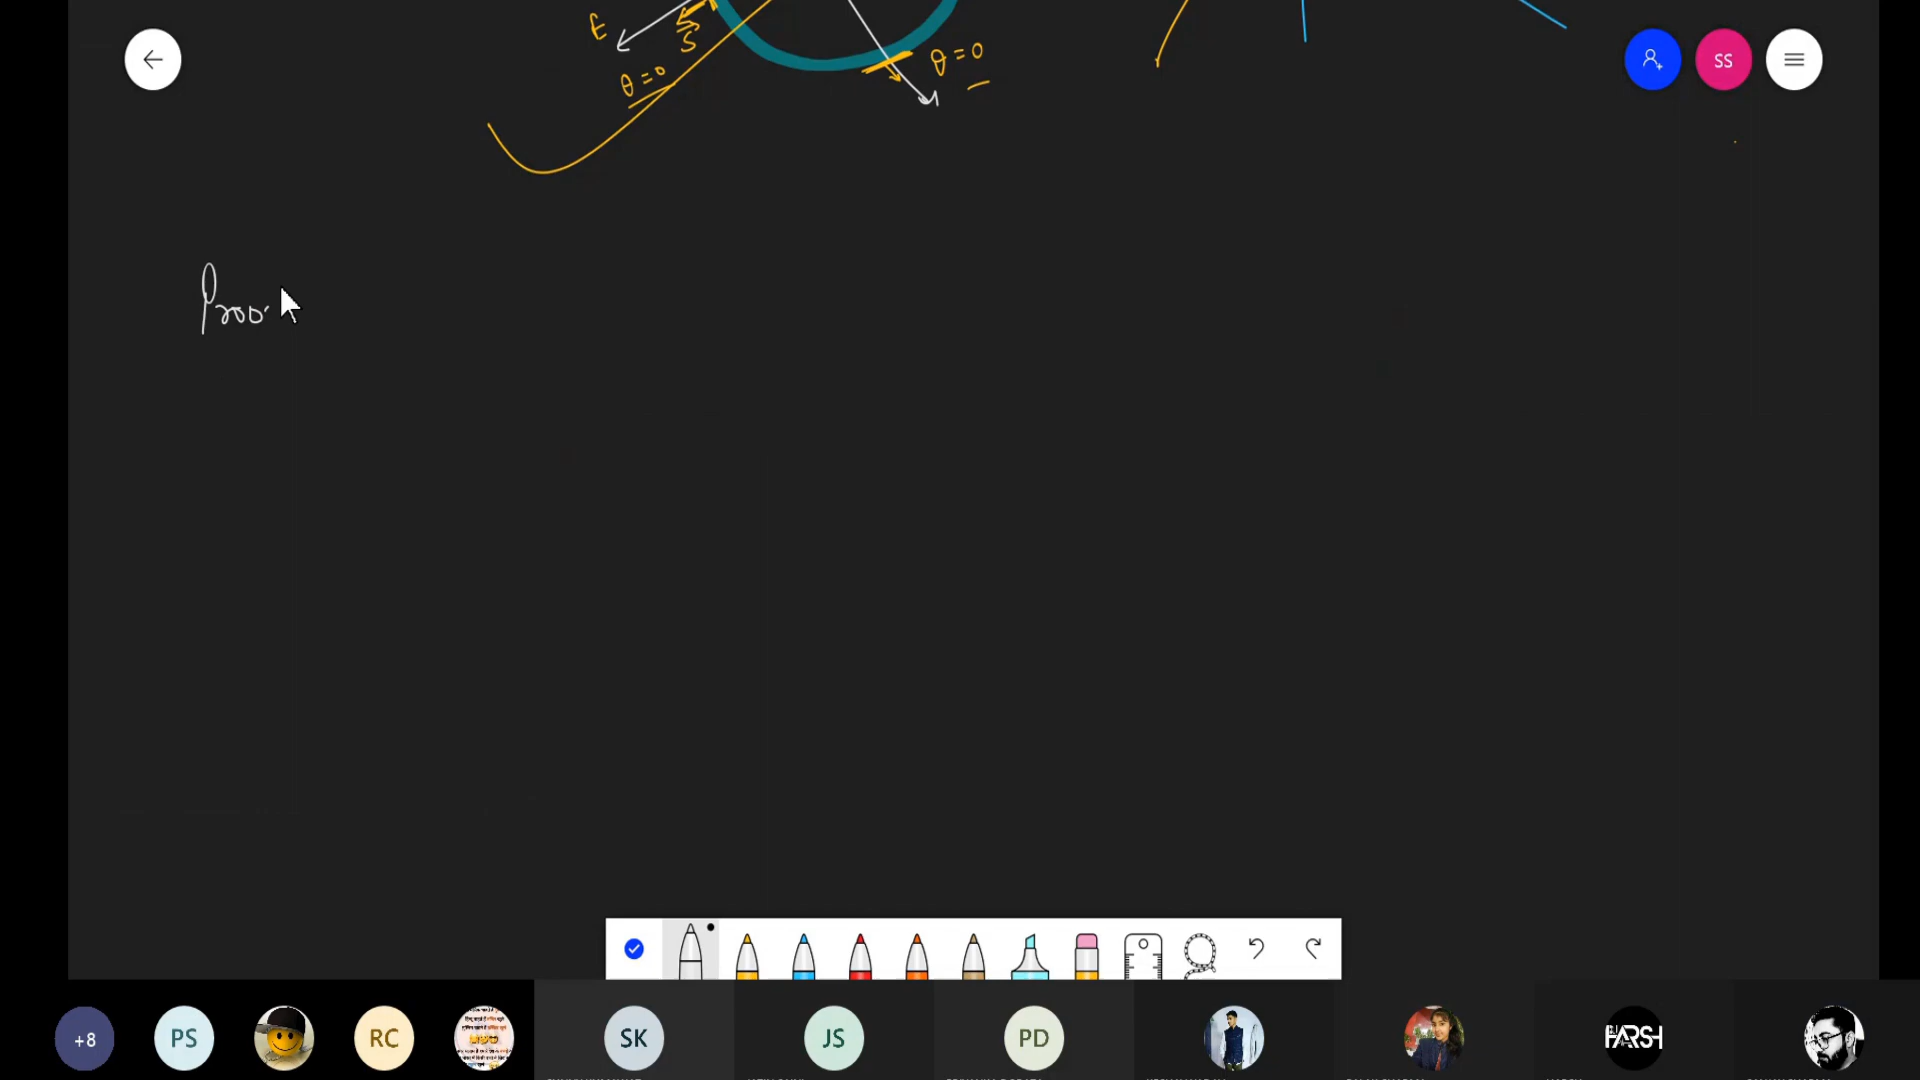 E
S
θ = 0
θ = 0
SS
Proo
+8
PS
RC
SK
JS
PD
HARSH